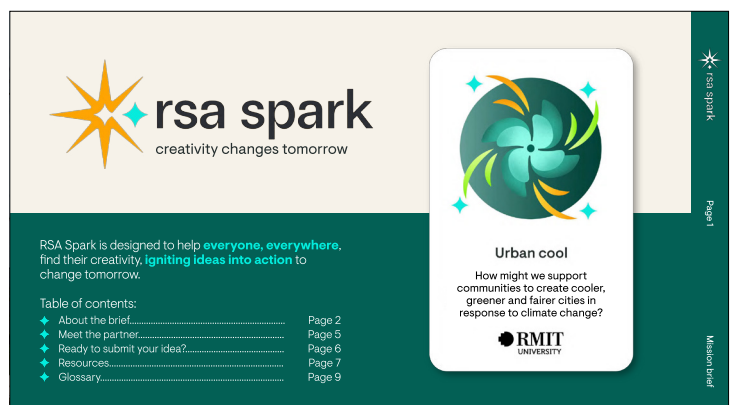 rsa spark
creativity changes tomorrow
RSA Spark is designed to help everyone, everywhere,
find their creativity, igniting ideas into action to
change tomorrow.
Table of contents:
About the brief............................................................ Page 2
Meet the partner......................................................... Page 5
Ready to submit your idea?...................................... Page 6
Resources.................................................................... Page 7
Glossary....................................................................... Page 9
Urban cool
How might we support
communities to create cooler,
greener and fairer cities in
response to climate change?
RMIT
UNIVERSITY
rsa spark
Page 1
Mission brief